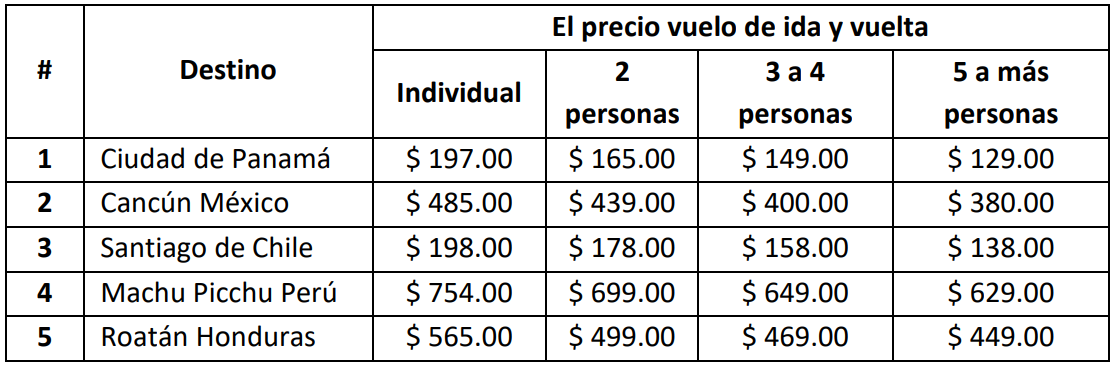 # Destino El precio vuelo de ida y vuelta
Individual 2 personas 3 a 4 personas 5 a más personas
1 Ciudad de Panamá $ 197.00 $ 165.00 $ 149.00 $ 129.00
2 Cancún México $ 485.00 $ 439.00 $ 400.00 $ 380.00
3 Santiago de Chile $ 198.00 $ 178.00 $ 158.00 $ 138.00
4 Machu Picchu Perú $ 754.00 $ 699.00 $ 649.00 $ 629.00
5 Roatán Honduras $ 565.00 $ 499.00 $ 469.00 $ 449.00